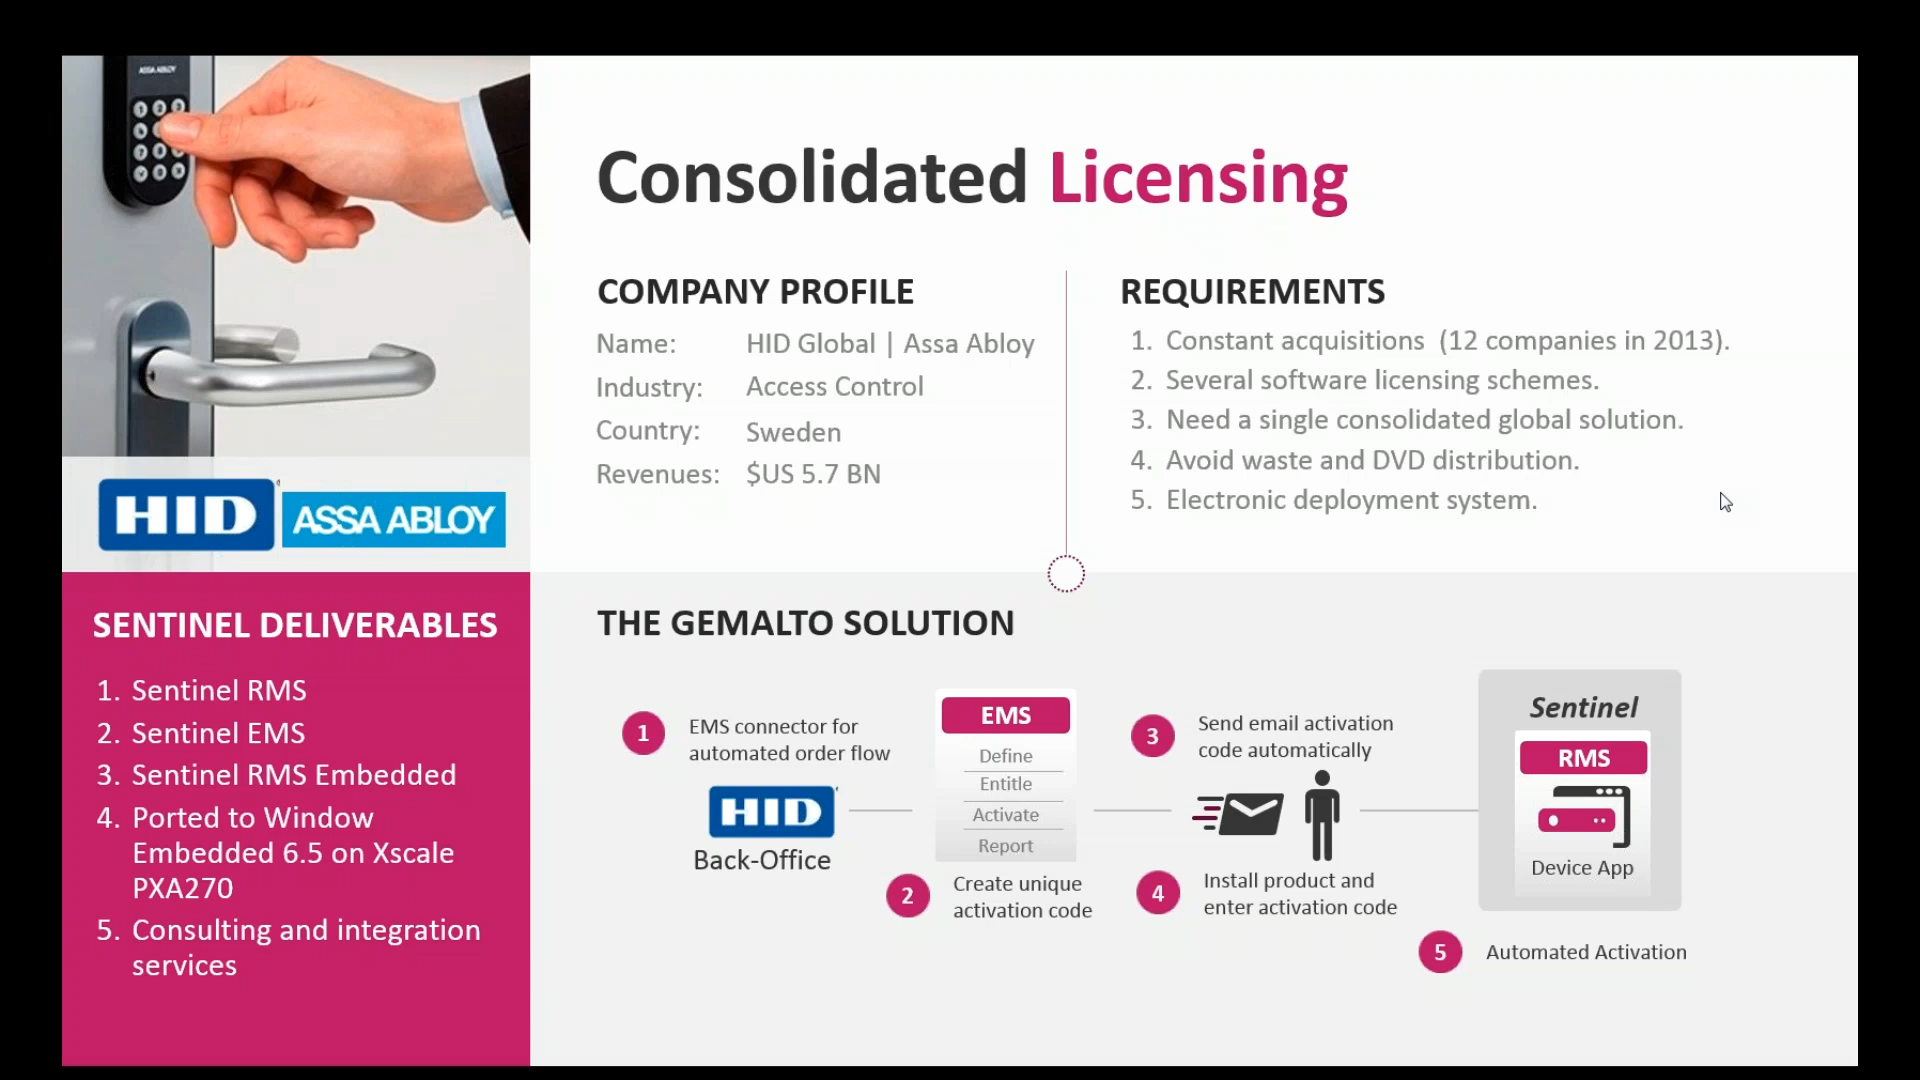 ASSA ABLOY
HID
ASSA ABLOY
Consolidated Licensing
COMPANY PROFILE
Name: HID Global | Assa Abloy
Industry: Access Control
Country: Sweden
Revenues: $US 5.7 BN
REQUIREMENTS
1. Constant acquisitions (12 companies in 2013).
2. Several software licensing schemes.
3. Need a single consolidated global solution.
4. Avoid waste and DVD distribution.
5. Electronic deployment system.
SENTINEL DELIVERABLES
1. Sentinel RMS
2. Sentinel EMS
3. Sentinel RMS Embedded
4. Ported to Window
Embedded 6.5 on Xscale
PXA270
5. Consulting and integration
services
THE GEMALTO SOLUTION
1
EMS connector for
automated order flow
HID
Back-Office
EMS
Define
Entitle
Activate
Report
2
Create unique
activation code
3
Send email activation
code automatically
4
Install product and
enter activation code
Sentinel
RMS
Device App
5
Automated Activation